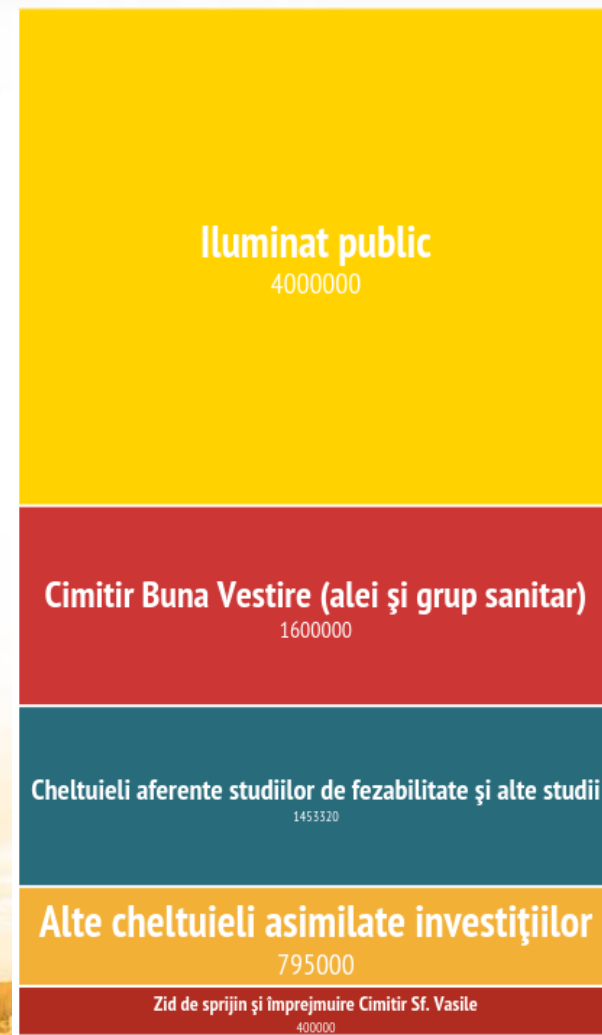 Iluminat public
4000000
Cimitir Buna Vestire (alei şi grup sanitar)
1600000
Cheltuieli aferente studiilor de fezabilitate şi alte studii
1453320
Alte cheltuieli asimilate investiţiilor
795000
Zid de sprijin şi împrejmuire Cimitir Sf. Vasile
400000